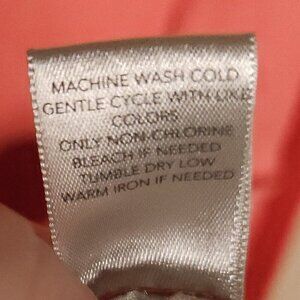 MACHINE WASH COLD
GENTLE CYCLE WITH LIKE
COLORS
ONLY NON-CHLORINE
BLEACH IF NEEDED
TUMBLE DRY LOW
WARM IRON IF NEEDED